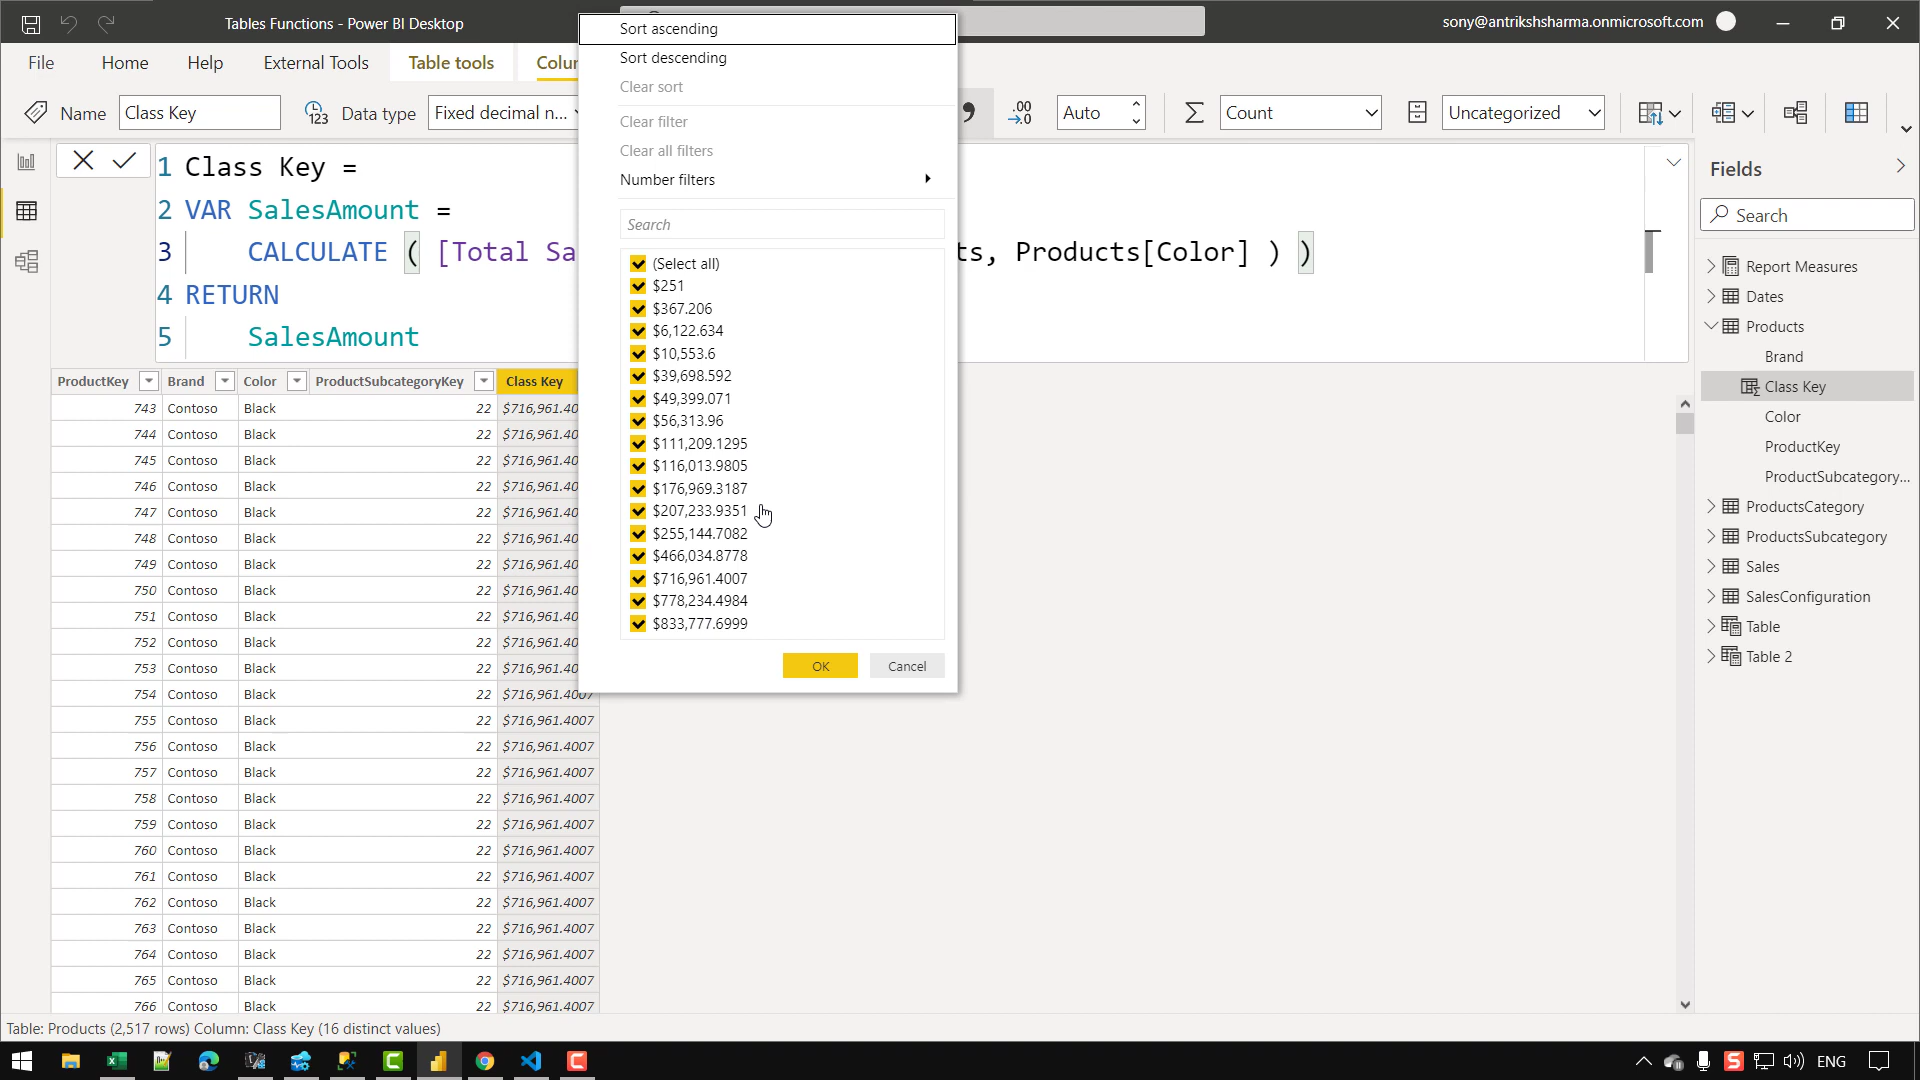 Tables Functions - Power BI Desktop
sony@antrikshsharma.onmicrosoft.com
File
Home
Help
External Tools
Table tools
Colun
Name
Class Key
Data type
Fixed decimal n...
.00
Auto
Count
Uncategorized
1 Class Key =
2 VAR SalesAmount =
3 CALCULATE ( [Total Sa
ts, Products[Color] ) )
4 RETURN
5 SalesAmount
Sort ascending
Sort descending
Clear sort
Clear filter
Clear all filters
Number filters
Search
(Select all)
$251
$367.206
$6,122.634
$10,553.6
$39,698.592
$49,399.071
$56,313.96
$111,209.1295
$116,013.9805
$176,969.3187
$207,233.9351
$255,144.7082
$466,034.8778
$716,961.4007
$778,234.4984
$833,777.6999
OK
Cancel
ProductKey Brand Color ProductSubcategoryKey Class Key
743 Contoso Black 22 $716,961.40
744 Contoso Black 22 $716,961.40
745 Contoso Black 22 $716,961.40
746 Contoso Black 22 $716,961.40
747 Contoso Black 22 $716,961.40
748 Contoso Black 22 $716,961.40
749 Contoso Black 22 $716,961.40
750 Contoso Black 22 $716,961.40
751 Contoso Black 22 $716,961.40
752 Contoso Black 22 $716,961.40
753 Contoso Black 22 $716,961.40
754 Contoso Black 22 $716,961.4007
755 Contoso Black 22 $716,961.4007
756 Contoso Black 22 $716,961.4007
757 Contoso Black 22 $716,961.4007
758 Contoso Black 22 $716,961.4007
759 Contoso Black 22 $716,961.4007
760 Contoso Black 22 $716,961.4007
761 Contoso Black 22 $716,961.4007
762 Contoso Black 22 $716,961.4007
763 Contoso Black 22 $716,961.4007
764 Contoso Black 22 $716,961.4007
765 Contoso Black 22 $716,961.4007
766 Contoso Black 22 $716,961.4007
Fields
Search
Report Measures
Dates
Products
Brand
Class Key
Color
ProductKey
ProductSubcategory...
ProductsCategory
ProductsSubcategory
Sales
SalesConfiguration
Table
Table 2
Table: Products (2,517 rows) Column: Class Key (16 distinct values)
ENG